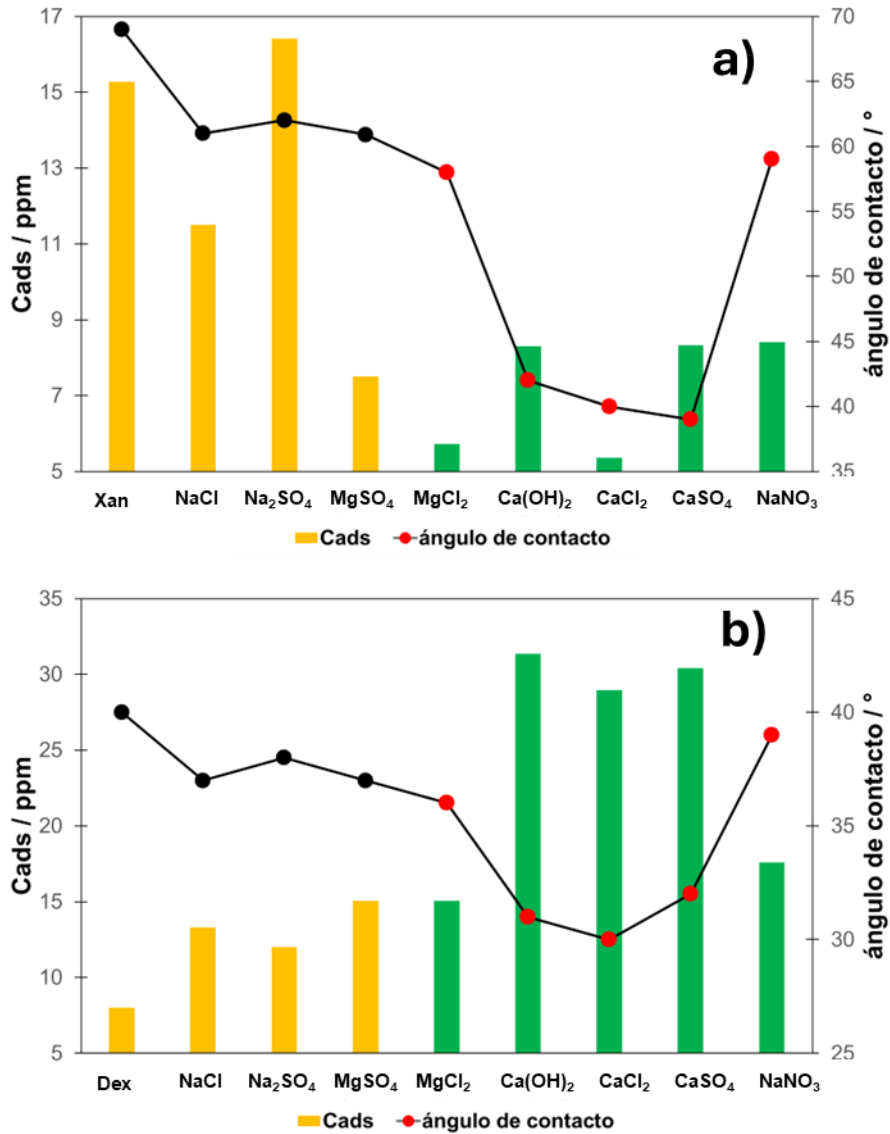 a)
17
15
13
11
9
7
5
Cads / ppm
70
65
60
55
50
45
40
35
ángulo de contacto / °
Xan NaCl Na₂SO₄ MgSO₄ MgCl₂ Ca(OH)₂ CaCl₂ CaSO₄ NaNO₃
Cads ángulo de contacto
b)
35
30
25
20
15
10
5
Cads / ppm
45
40
35
30
25
ángulo de contacto / °
Dex NaCl Na₂SO₄ MgSO₄ MgCl₂ Ca(OH)₂ CaCl₂ CaSO₄ NaNO₃
Cads ángulo de contacto